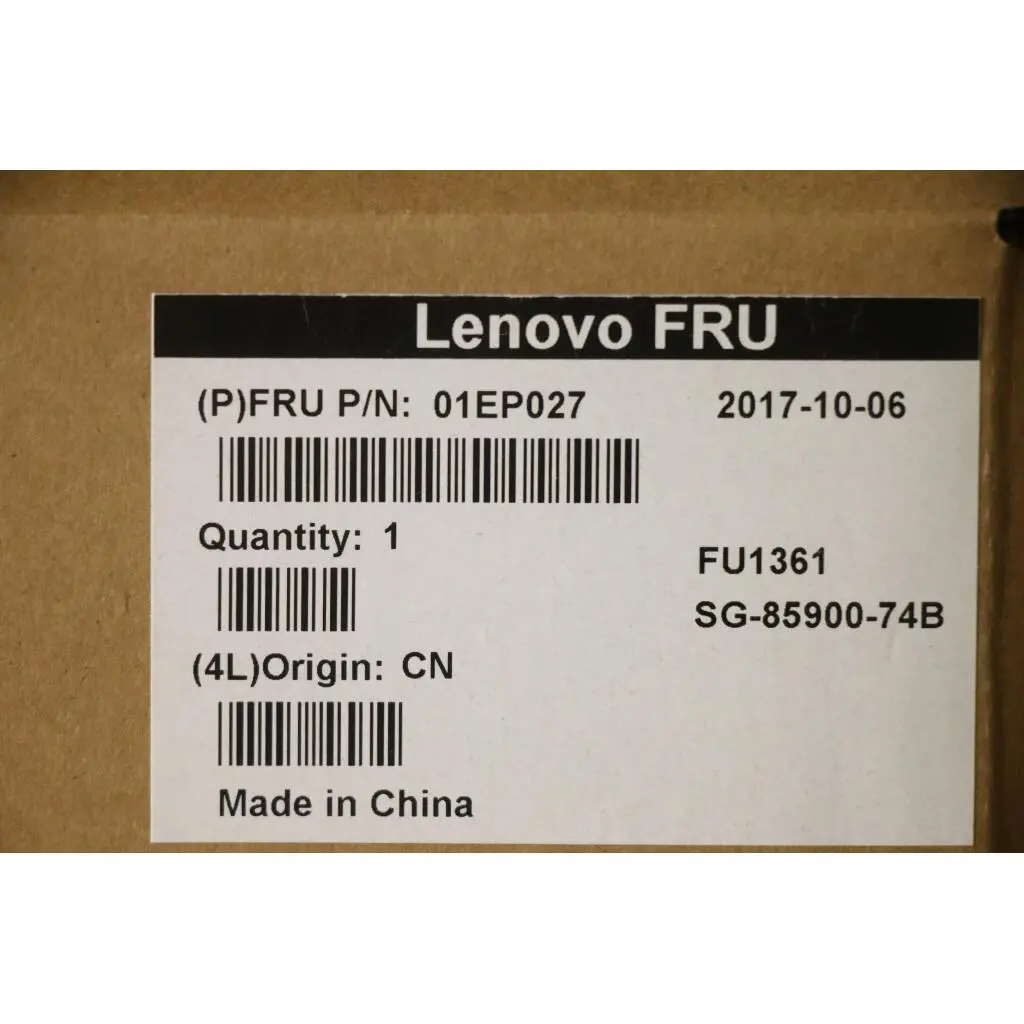 Lenovo FRU
(P)FRU P/N: 01EP027 2017-10-06
Quantity: 1
FU1361
SG-85900-74B
(4L)Origin: CN
Made in China